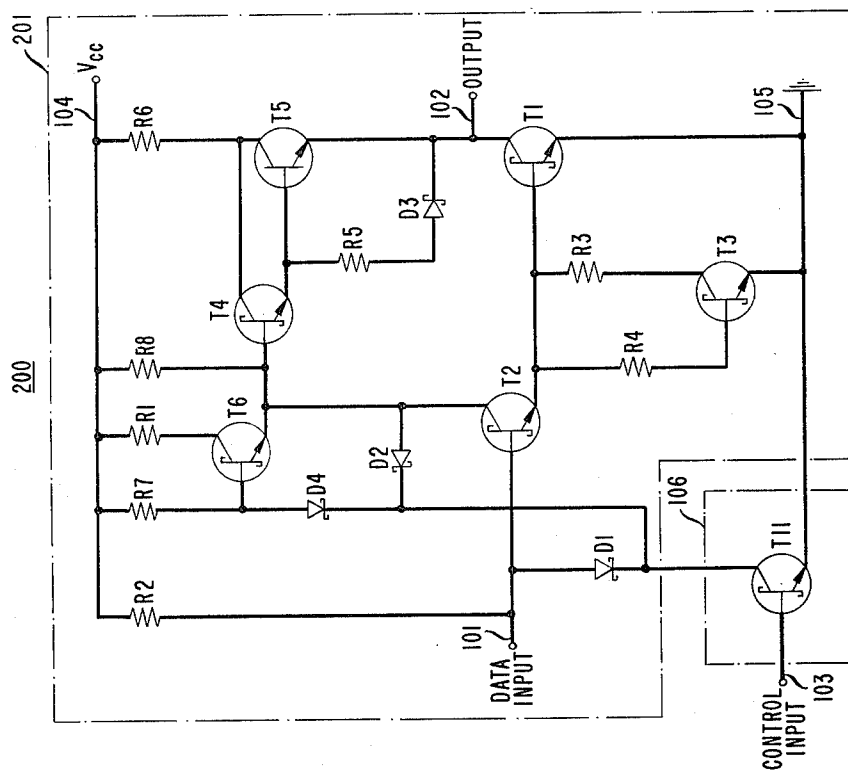 200
201
104
Vcc
R2
R7
R1
R8
R6
T6
T4
T5
D4
D2
R5
D3
102
OUTPUT
101
DATA
INPUT
D1
T2
T1
R4
R3
T3
105
106
T11
CONTROL
INPUT
103